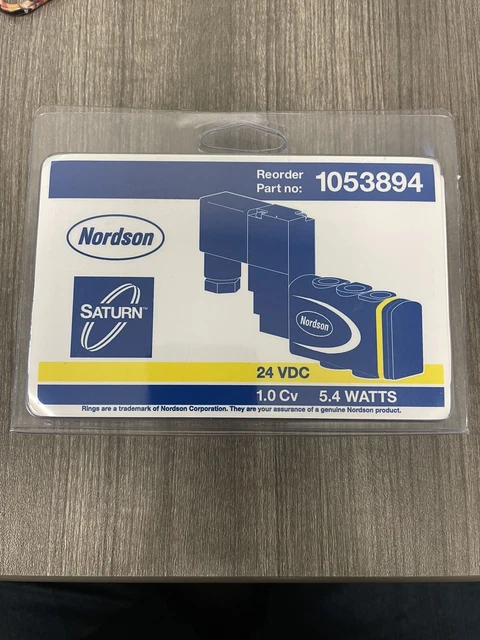 Reorder
Part no: 1053894
Nordson
SATURN™
Nordson
24 VDC
1.0 Cv 5.4 WATTS
Rings are a trademark of Nordson Corporation. They are your assurance of a genuine Nordson product.